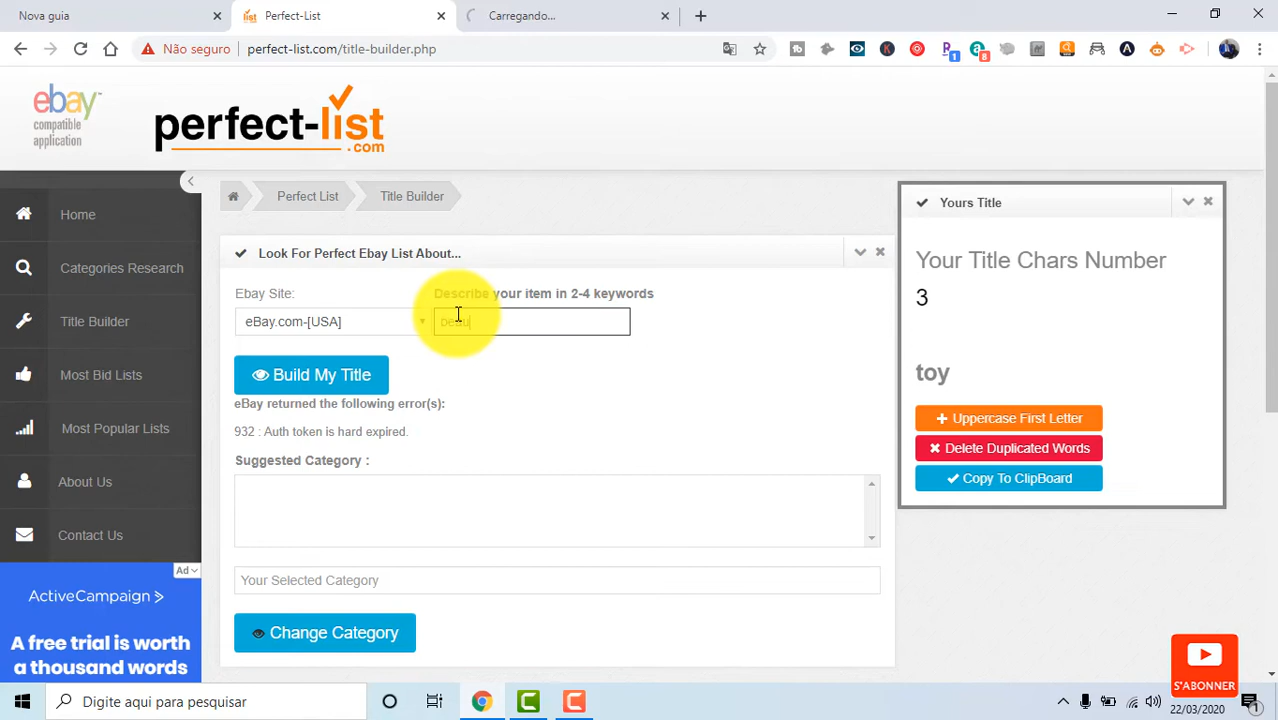 Nova guia
Perfect-List
Carregando...
Não seguro
perfect-list.com/title-builder.php
1
8
ebay
compatible
application
perfect-list
.com
Home
Categories Research
Title Builder
Most Bid Lists
Most Popular Lists
About Us
Contact Us
Ad
ActiveCampaign >
A free trial is worth
a thousand words
Perfect List
Title Builder
Look For Perfect Ebay List About...
Ebay Site:
Describe your item in 2-4 keywords
eBay.com-[USA]
Build My Title
eBay returned the following error(s):
932 : Auth token is hard expired.
Suggested Category :
Your Selected Category
Change Category
Yours Title
Your Title Chars Number
3
toy
Uppercase First Letter
Delete Duplicated Words
Copy To ClipBoard
S'ABONNER
Digite aqui para pesquisar
22/03/2020